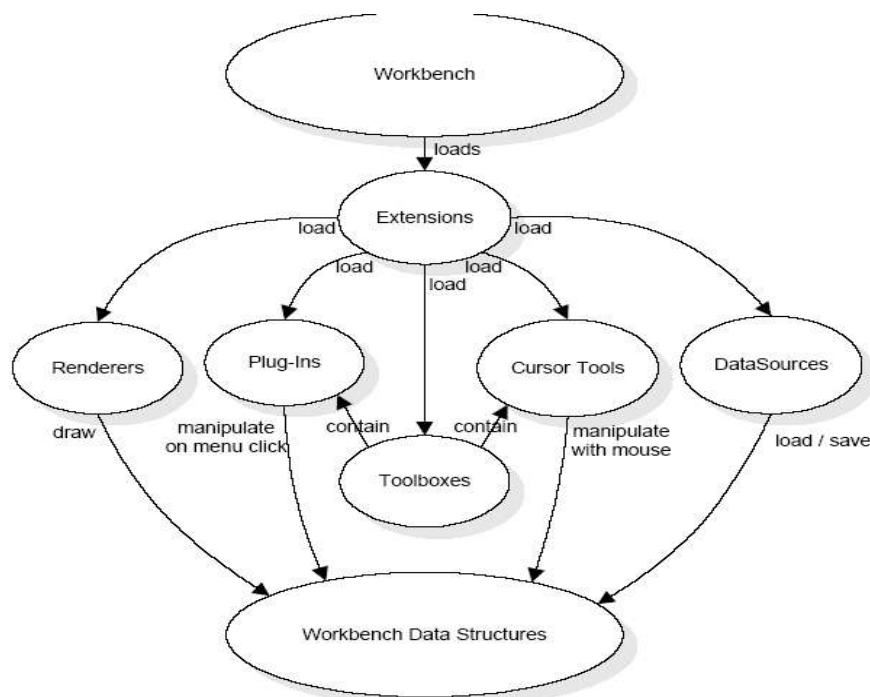 Workbench
loads
Extensions
load
load
load
load
load
Renderers
Plug-Ins
Cursor Tools
DataSources
draw
manipulate
on menu click
contain
contain
manipulate
with mouse
load / save
Toolboxes
Workbench Data Structures